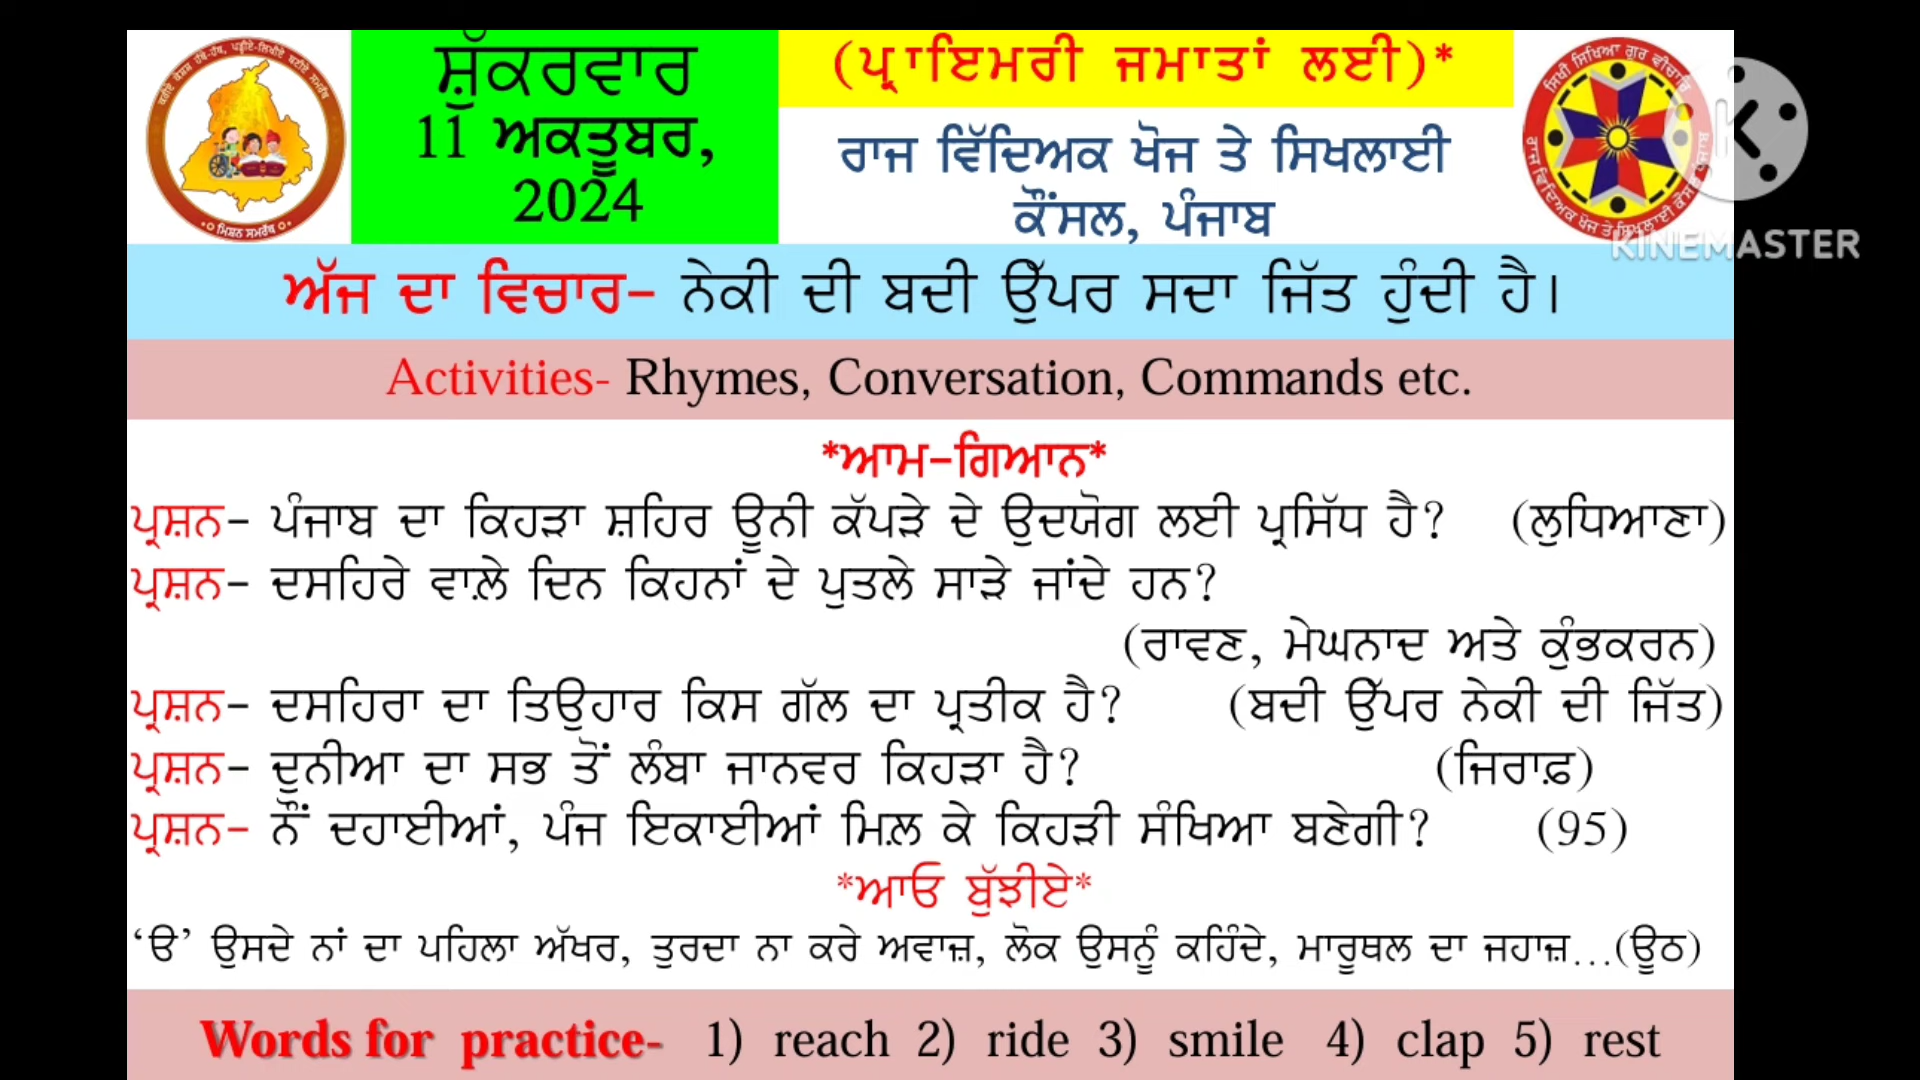 ਸ਼ੁੱਕਰਵਾਰ
11 ਅਕਤੂਬਰ,
2024
(ਪ੍ਰਾਇਮਰੀ ਜਮਾਤਾਂ ਲਈ)*
ਰਾਜ ਵਿੱਦਿਅਕ ਖੋਜ ਤੇ ਸਿਖਲਾਈ
ਕੌਂਸਲ, ਪੰਜਾਬ
ਮਿਸ਼ਨ ਸਮਰੱਥ
KINEMASTER
ਅੱਜ ਦਾ ਵਿਚਾਰ- ਨੇਕੀ ਦੀ ਬਦੀ ਉੱਪਰ ਸਦਾ ਜਿੱਤ ਹੁੰਦੀ ਹੈ।
Activities- Rhymes, Conversation, Commands etc.
*ਆਮ-ਗਿਆਨ*
ਪ੍ਰਸ਼ਨ- ਪੰਜਾਬ ਦਾ ਕਿਹੜਾ ਸ਼ਹਿਰ ਊਨੀ ਕੱਪੜੇ ਦੇ ਉਦਯੋਗ ਲਈ ਪ੍ਰਸਿੱਧ ਹੈ? (ਲੁਧਿਆਣਾ)
ਪ੍ਰਸ਼ਨ- ਦਸਹਿਰੇ ਵਾਲ਼ੇ ਦਿਨ ਕਿਹਨਾਂ ਦੇ ਪੁਤਲੇ ਸਾੜੇ ਜਾਂਦੇ ਹਨ?
(ਰਾਵਣ, ਮੇਘਨਾਦ ਅਤੇ ਕੁੰਭਕਰਨ)
ਪ੍ਰਸ਼ਨ- ਦਸਹਿਰਾ ਦਾ ਤਿਉਹਾਰ ਕਿਸ ਗੱਲ ਦਾ ਪ੍ਰਤੀਕ ਹੈ? (ਬਦੀ ਉੱਪਰ ਨੇਕੀ ਦੀ ਜਿੱਤ)
ਪ੍ਰਸ਼ਨ- ਦੁਨੀਆ ਦਾ ਸਭ ਤੋਂ ਲੰਬਾ ਜਾਨਵਰ ਕਿਹੜਾ ਹੈ? (ਜਿਰਾਫ਼)
ਪ੍ਰਸ਼ਨ- ਨੌਂ ਦਹਾਈਆਂ, ਪੰਜ ਇਕਾਈਆਂ ਮਿਲ਼ ਕੇ ਕਿਹੜੀ ਸੰਖਿਆ ਬਣੇਗੀ? (95)
*ਆਓ ਬੁੱਝੀਏ*
‘ੳ’ ਉਸਦੇ ਨਾਂ ਦਾ ਪਹਿਲਾ ਅੱਖਰ, ਤੁਰਦਾ ਨਾ ਕਰੇ ਅਵਾਜ਼, ਲੋਕ ਉਸਨੂੰ ਕਹਿੰਦੇ, ਮਾਰੂਥਲ ਦਾ ਜਹਾਜ਼...(ਊਠ)
Words for practice- 1) reach 2) ride 3) smile 4) clap 5) rest